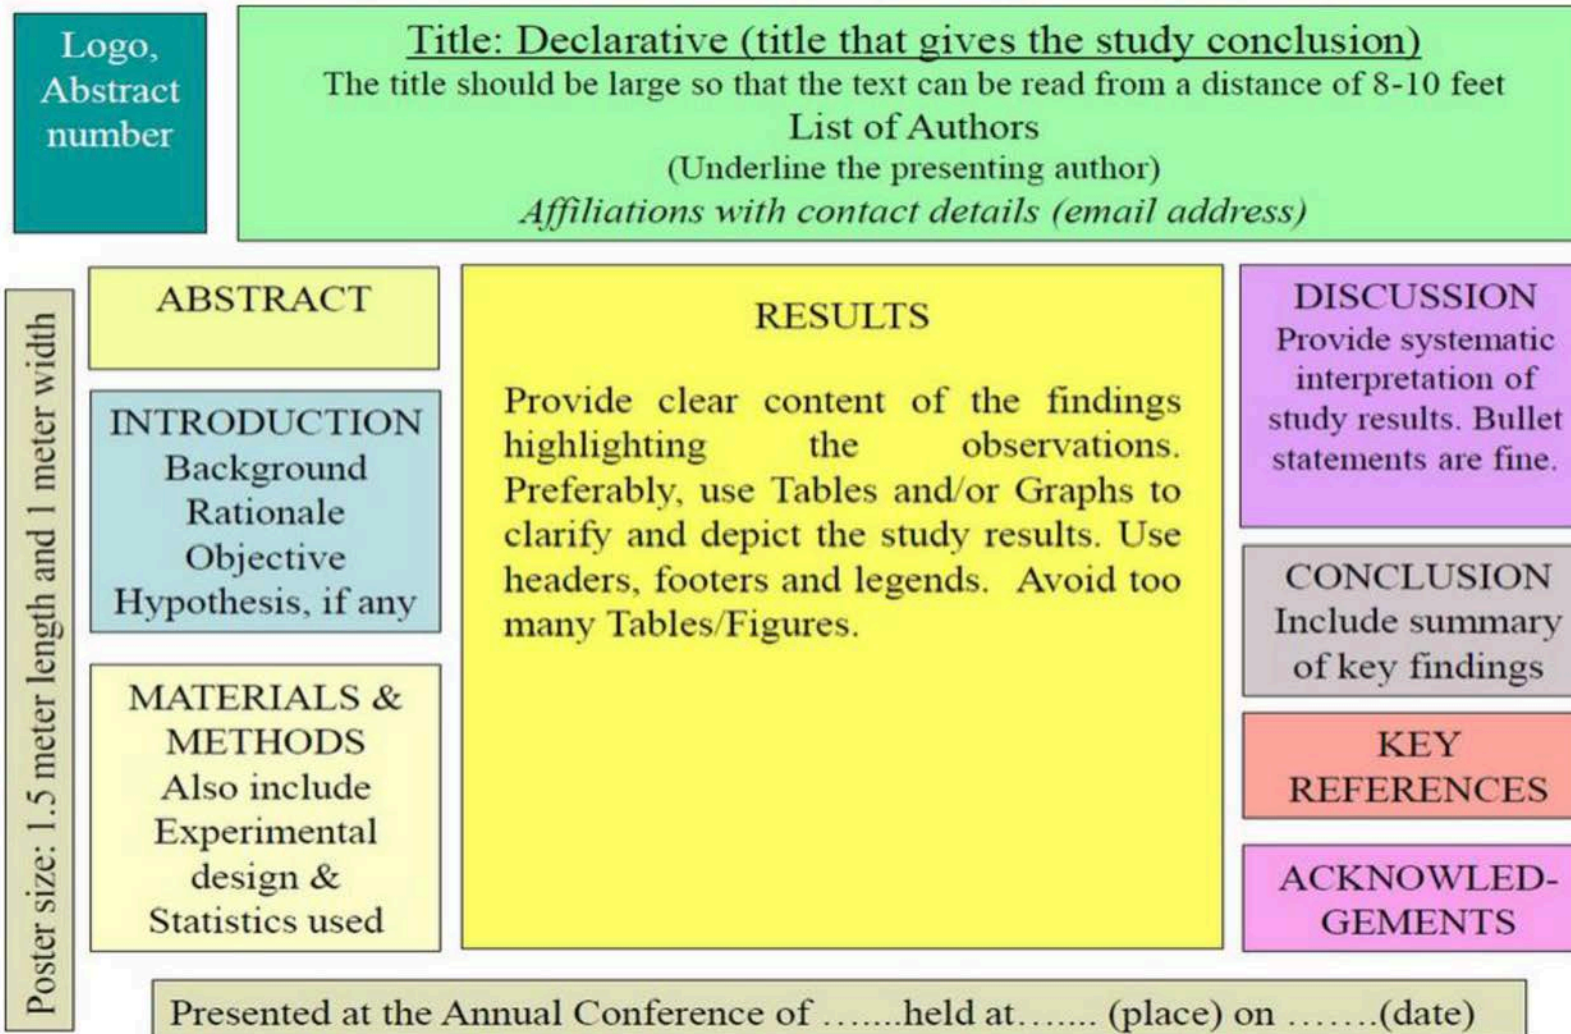 Logo,
Abstract
number
Title: Declarative (title that gives the study conclusion)
The title should be large so that the text can be read from a distance of 8-10 feet
List of Authors
(Underline the presenting author)
Affiliations with contact details (email address)
Poster size: 1.5 meter length and 1 meter width
ABSTRACT
INTRODUCTION
Background
Rationale
Objective
Hypothesis, if any
MATERIALS &
METHODS
Also include
Experimental
design &
Statistics used
RESULTS
Provide clear content of the findings
highlighting the observations.
Preferably, use Tables and/or Graphs to
clarify and depict the study results. Use
headers, footers and legends. Avoid too
many Tables/Figures.
DISCUSSION
Provide systematic
interpretation of
study results. Bullet
statements are fine.
CONCLUSION
Include summary
of key findings
KEY
REFERENCES
ACKNOWLED-
GEMENTS
Presented at the Annual Conference of …....held at…..... (place) on …….(date)